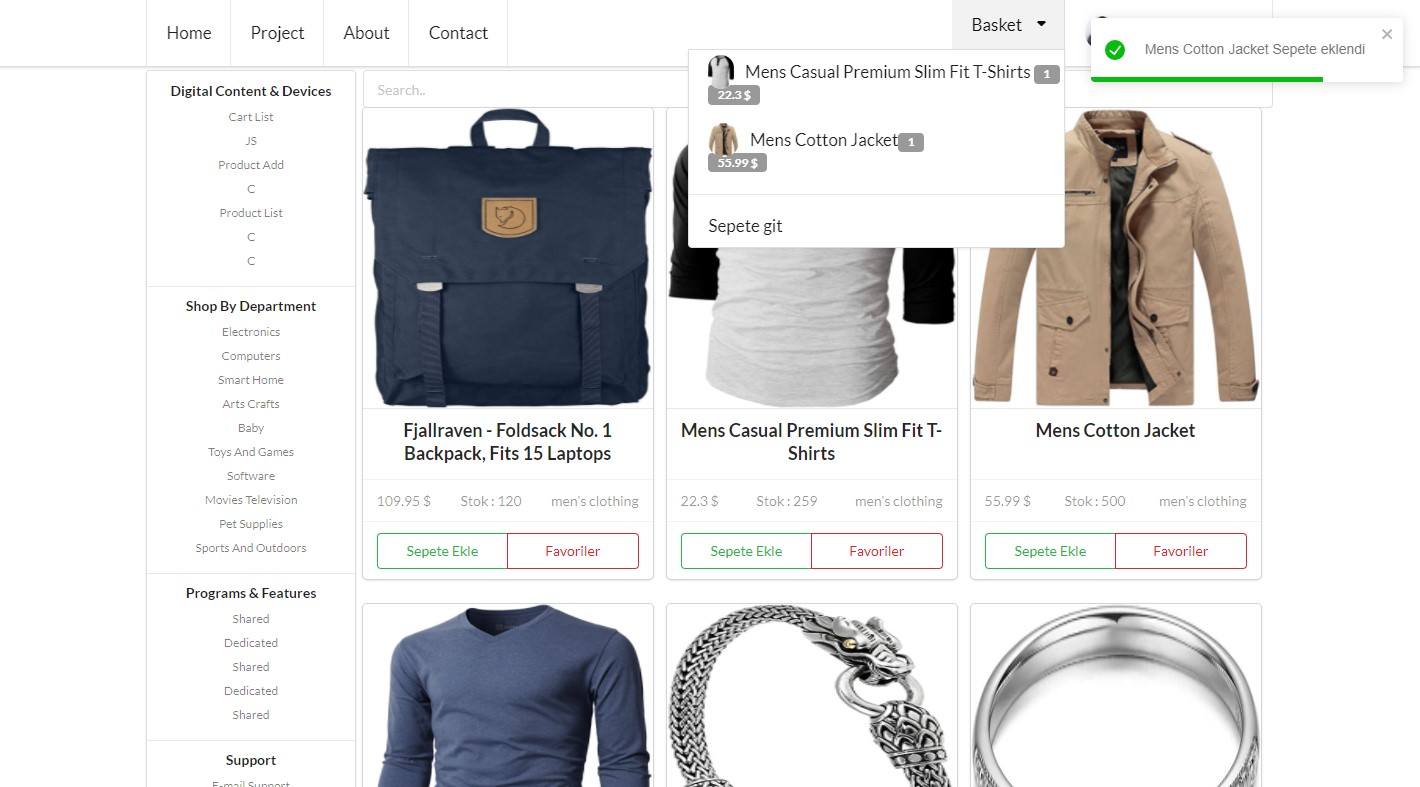 Home
Project
About
Contact
Basket
Mens Cotton Jacket Sepete eklendi
Mens Casual Premium Slim Fit T-Shirts 1
22.3 $
Mens Cotton Jacket 1
55.99 $
Sepete git
Search..
Digital Content & Devices
Cart List
JS
Product Add
C
Product List
C
C
Shop By Department
Electronics
Computers
Smart Home
Arts Crafts
Baby
Toys And Games
Software
Movies Television
Pet Supplies
Sports And Outdoors
Programs & Features
Shared
Dedicated
Shared
Dedicated
Shared
Support
E-mail Support
Fjallraven - Foldsack No. 1
Backpack, Fits 15 Laptops
109.95 $ Stok : 120 men's clothing
Sepete Ekle Favoriler
Mens Casual Premium Slim Fit T-
Shirts
22.3 $ Stok : 259 men's clothing
Sepete Ekle Favoriler
Mens Cotton Jacket
55.99 $ Stok : 500 men's clothing
Sepete Ekle Favoriler